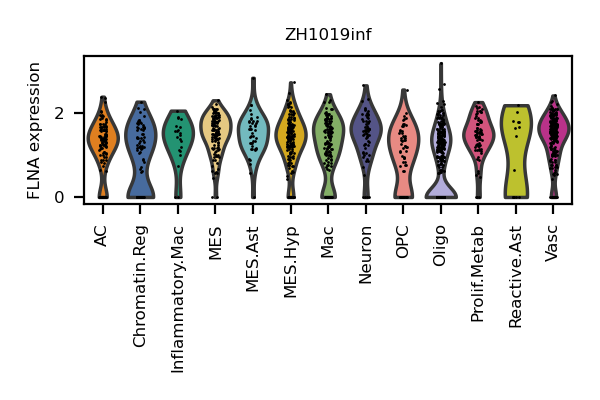 ZH1019inf
FLNA expression
2
0
AC
Chromatin.Reg
Inflammatory.Mac
MES
MES.Ast
MES.Hyp
Mac
Neuron
OPC
Oligo
Prolif.Metab
Reactive.Ast
Vasc